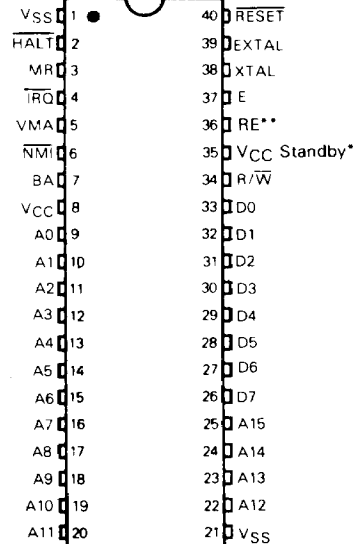 VSS 1 40 RESET
HALT 2 39 EXTAL
MR 3 38 XTAL
IRQ 4 37 E
VMA 5 36 RE**
NMI 6 35 VCC Standby*
BA 7 34 R/W
VCC 8 33 D0
A0 9 32 D1
A1 10 31 D2
A2 11 30 D3
A3 12 29 D4
A4 13 28 D5
A5 14 27 D6
A6 15 26 D7
A7 16 25 A15
A8 17 24 A14
A9 18 23 A13
A10 19 22 A12
A11 20 21 VSS